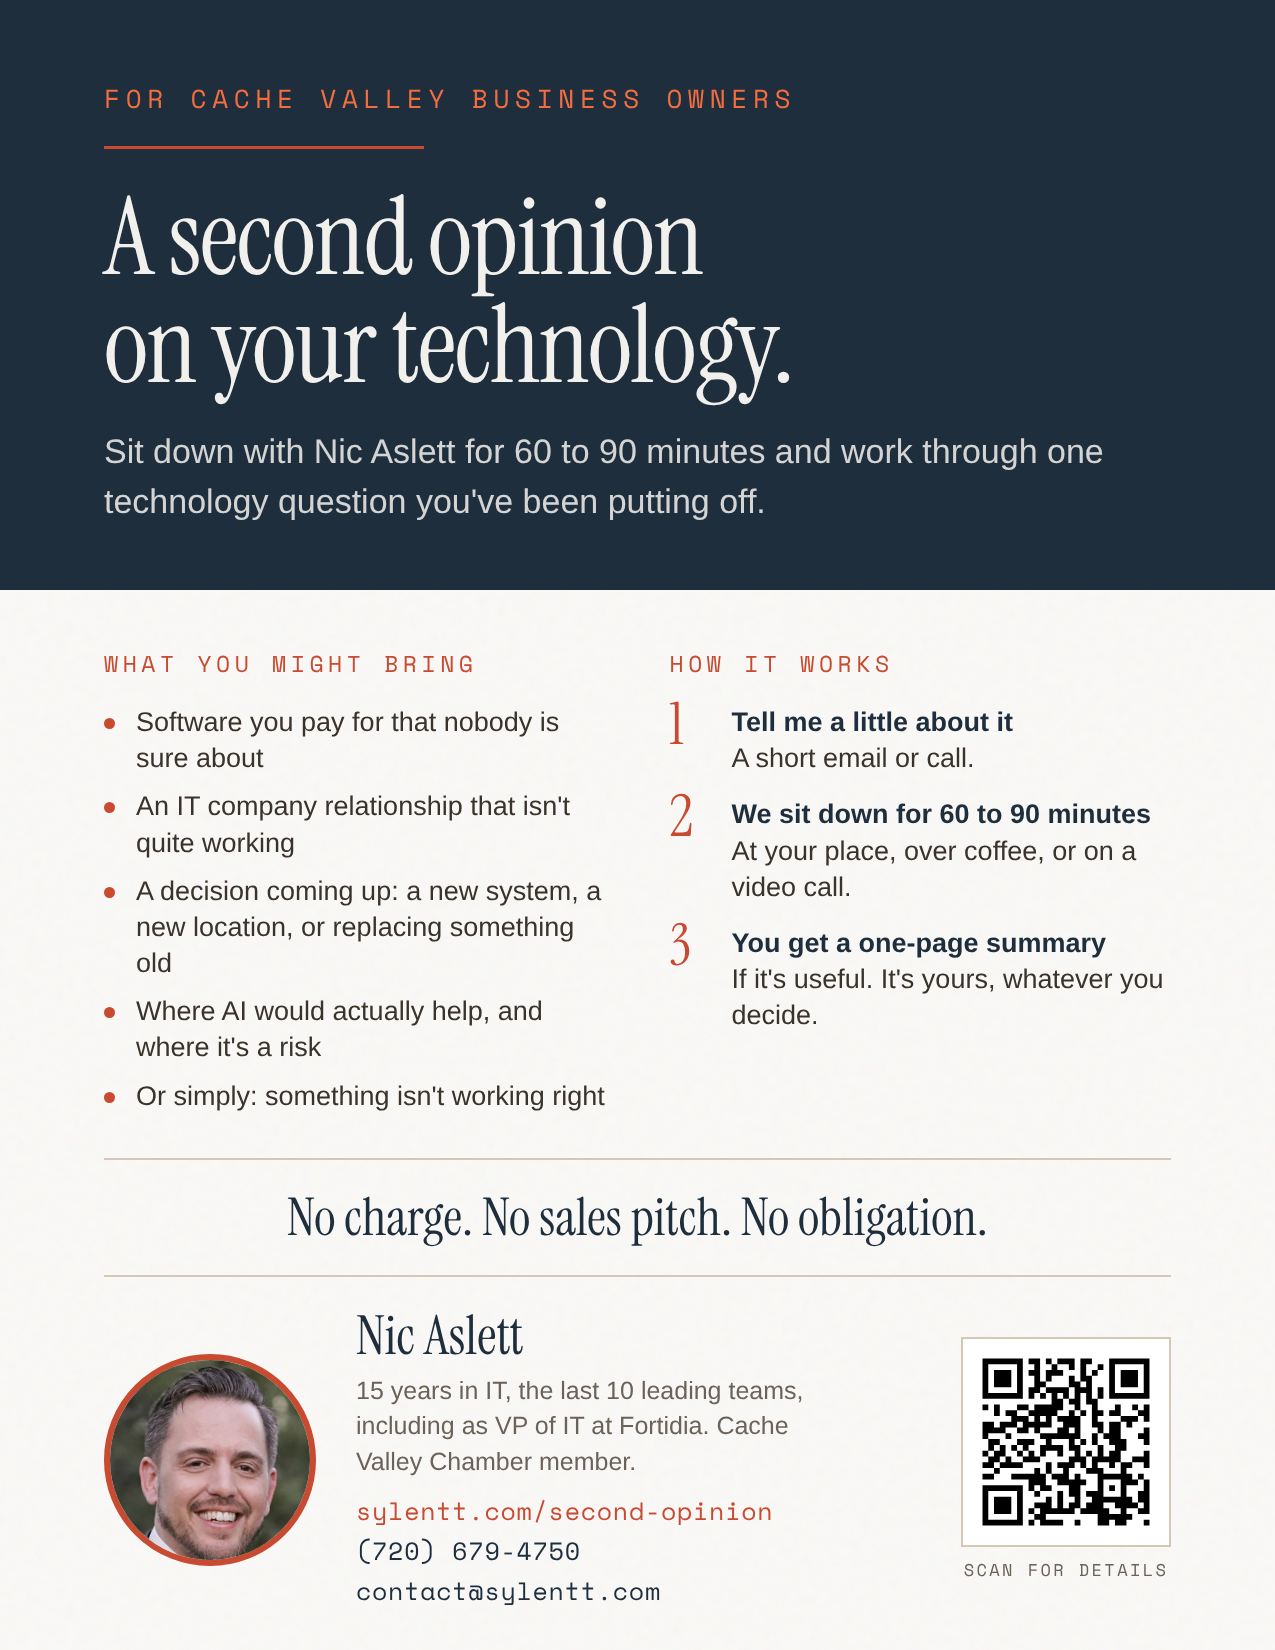 FOR CACHE VALLEY BUSINESS OWNERS
A second opinion
on your technology.
Sit down with Nic Aslett for 60 to 90 minutes and work through one
technology question you've been putting off.
WHAT YOU MIGHT BRING
Software you pay for that nobody is
sure about
An IT company relationship that isn't
quite working
A decision coming up: a new system, a
new location, or replacing something
old
Where AI would actually help, and
where it's a risk
Or simply: something isn't working right
HOW IT WORKS
1 Tell me a little about it
A short email or call.
2 We sit down for 60 to 90 minutes
At your place, over coffee, or on a
video call.
3 You get a one-page summary
If it's useful. It's yours, whatever you
decide.
No charge. No sales pitch. No obligation.
Nic Aslett
15 years in IT, the last 10 leading teams,
including as VP of IT at Fortidia. Cache
Valley Chamber member.
sylentt.com/second-opinion
(720) 679-4750
contact@sylentt.com
SCAN FOR DETAILS